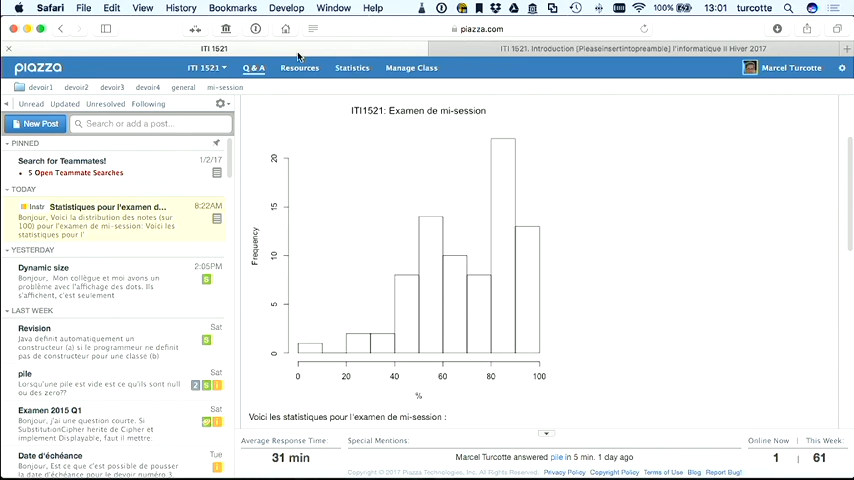 Safari File Edit View History Bookmarks Develop Window Help 100% 13:01 turcotte
piazza.com
ITI 1521
ITI 1521. Introduction [Pleaseinsertintopreamble] l'informatique II Hiver 2017
piazza ITI 1521 Q & A Resources Statistics Manage Class Marcel Turcotte
devoir1 devoir2 devoir3 devoir4 general mi-session
Unread Updated Unresolved Following
New Post Search or add a post...
PINNED
Search for Teammates! 1/2/17
5 Open Teammate Searches
TODAY
Instr Statistiques pour l'examen d... 8:22AM
Bonjour, Voici la distribution des notes (sur
100) pour l'examen de mi-session: Voici les
statistiques pour l'
YESTERDAY
Dynamic size 2:05PM
Bonjour, Mon collègue et moi avons un
problème avec l'affichage des dots. Ils
s'affichent, c'est seulement
S
LAST WEEK
Revision Sat
Java definit automatiquement un
constructeur (a) si le programmeur ne definit
pas de constructeur pour une classe (b)
S
pile Sat
Lorsqu'une pile est vide est ce qu'ils sont null
ou des zero??
2 S i
Examen 2015 Q1 Sat
Bonjour, j'ai une question courte. Si
SubstitutionCipher herite de Cipher et
implement Displayable, faut il mettre
i
Date d'échéance Tue
Bonjour, Est ce que c'est possible de pousser
la date d'échéance pour le devoir numéro 3.
i
ITI1521: Examen de mi-session
Frequency
20
15
10
5
0
0 20 40 60 80 100
%
Voici les statistiques pour l'examen de mi-session :
Average Response Time: Special Mentions: Online Now This Week:
31 min Marcel Turcotte answered pile in 5 min. 1 day ago 1 61
Copyright © 2017 Piazza Technologies, Inc. All Rights Reserved. Privacy Policy Copyright Policy Terms of Use Blog Report Bug!